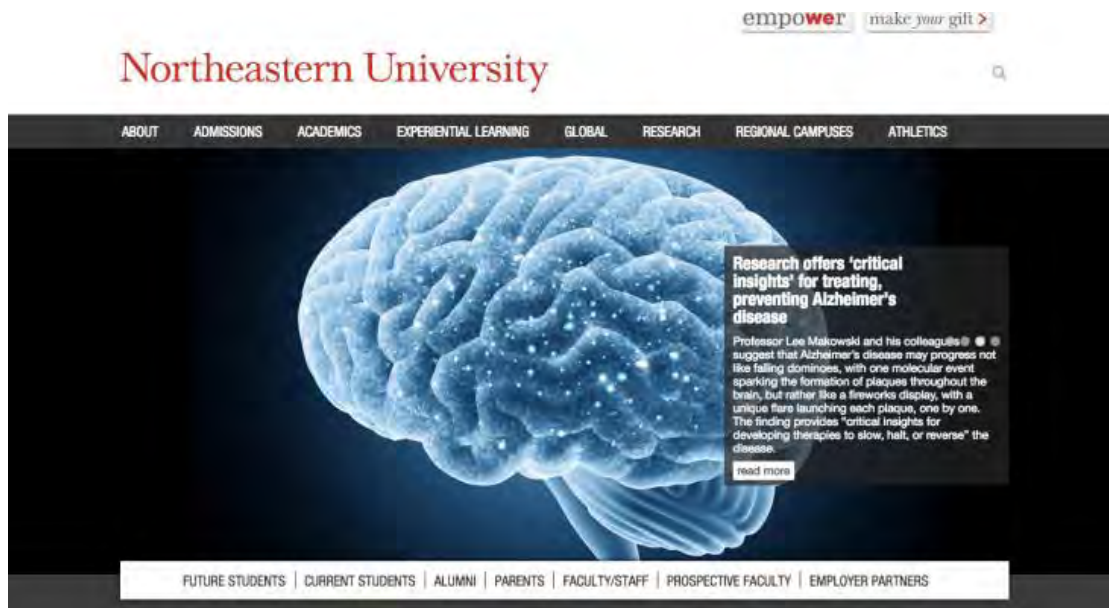 empower make your gift >
Northeastern University
ABOUT ADMISSIONS ACADEMICS EXPERIENTIAL LEARNING GLOBAL RESEARCH REGIONAL CAMPUSES ATHLETICS
Research offers ‘critical
insights’ for treating,
preventing Alzheimer’s
disease
Professor Lee Makowski and his colleagues
suggest that Alzheimer’s disease may progress not
like falling dominoes, with one molecular event
sparking the formation of plaques throughout the
brain, but rather like a fireworks display, with a
unique flare launching each plaque, one by one.
The finding provides “critical insights for
developing therapies to slow, halt, or reverse” the
disease.
read more
FUTURE STUDENTS | CURRENT STUDENTS | ALUMNI | PARENTS | FACULTY/STAFF | PROSPECTIVE FACULTY | EMPLOYER PARTNERS